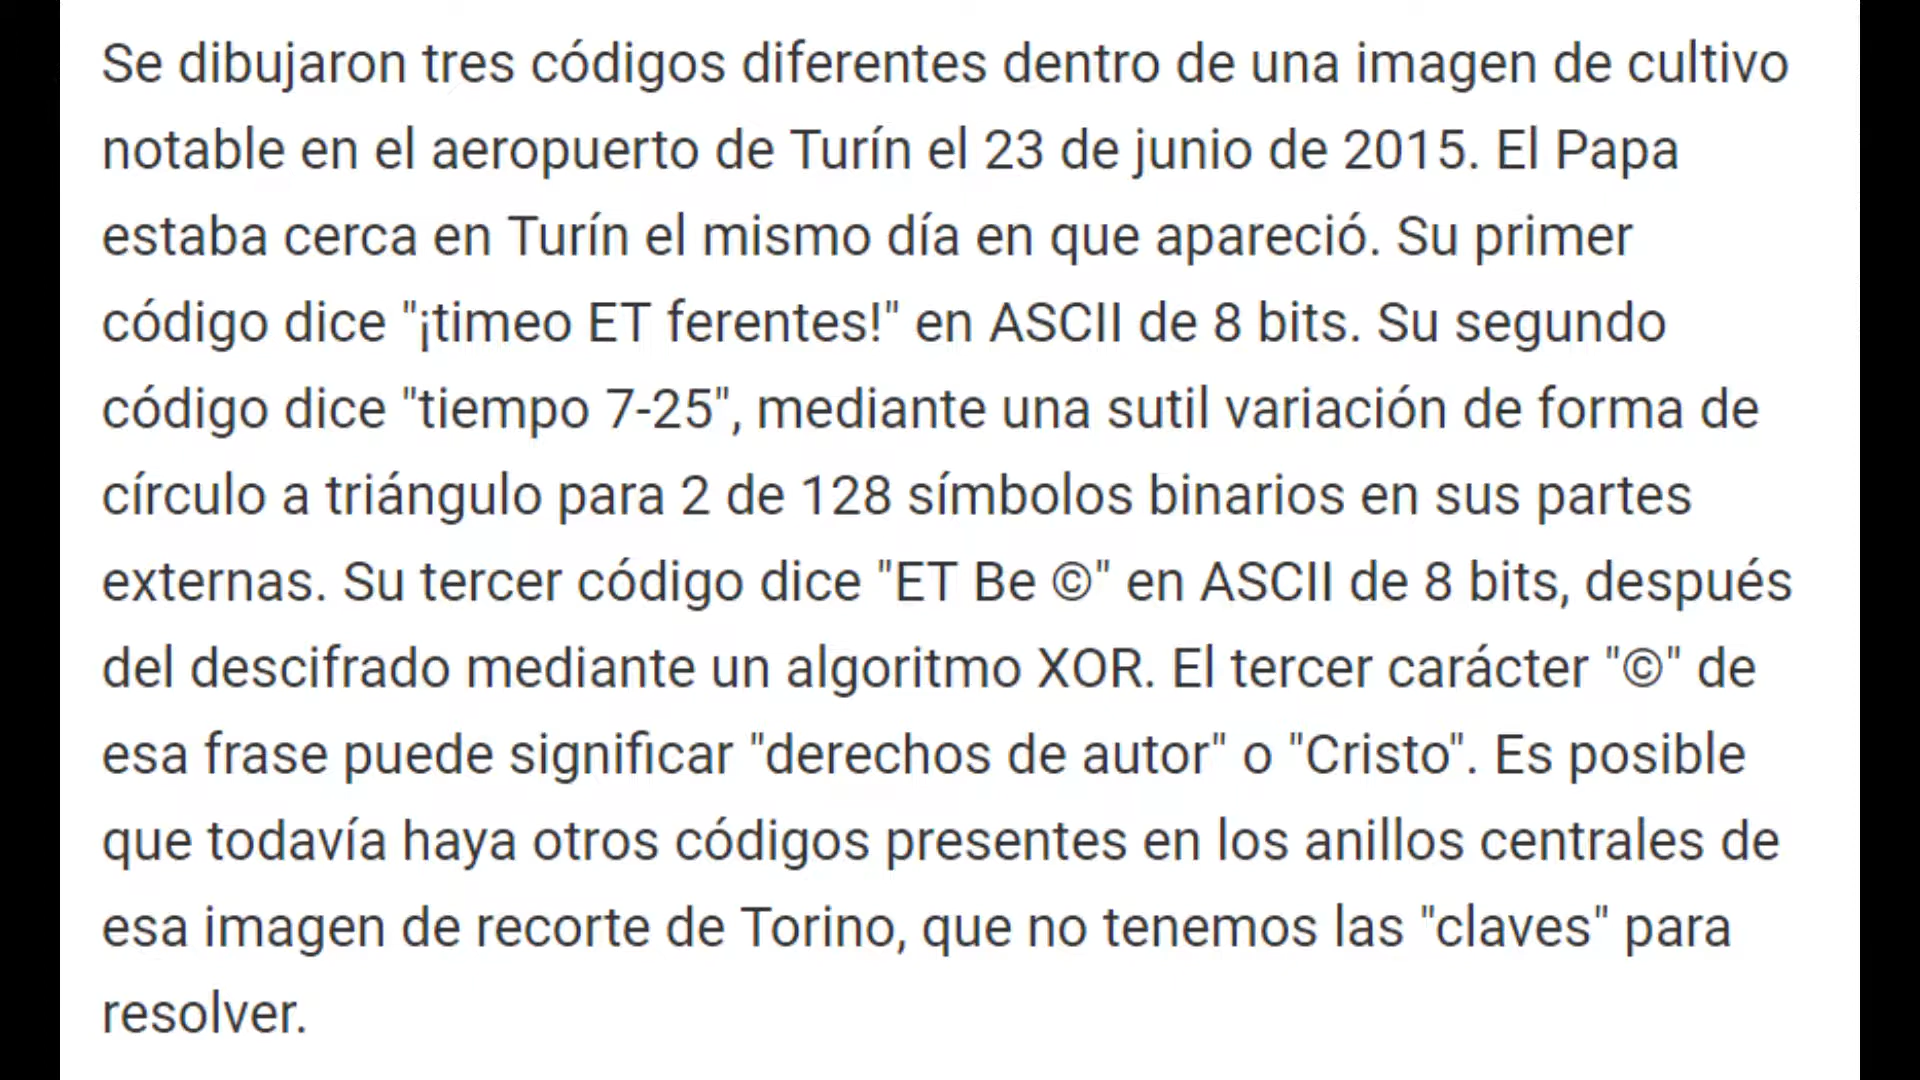 Se dibujaron tres códigos diferentes dentro de una imagen de cultivo
notable en el aeropuerto de Turín el 23 de junio de 2015. El Papa
estaba cerca en Turín el mismo día en que apareció. Su primer
código dice "¡timeo ET ferentes!" en ASCII de 8 bits. Su segundo
código dice "tiempo 7-25", mediante una sutil variación de forma de
círculo a triángulo para 2 de 128 símbolos binarios en sus partes
externas. Su tercer código dice "ET Be ©" en ASCII de 8 bits, después
del descifrado mediante un algoritmo XOR. El tercer carácter "©" de
esa frase puede significar "derechos de autor" o "Cristo". Es posible
que todavía haya otros códigos presentes en los anillos centrales de
esa imagen de recorte de Torino, que no tenemos las "claves" para
resolver.